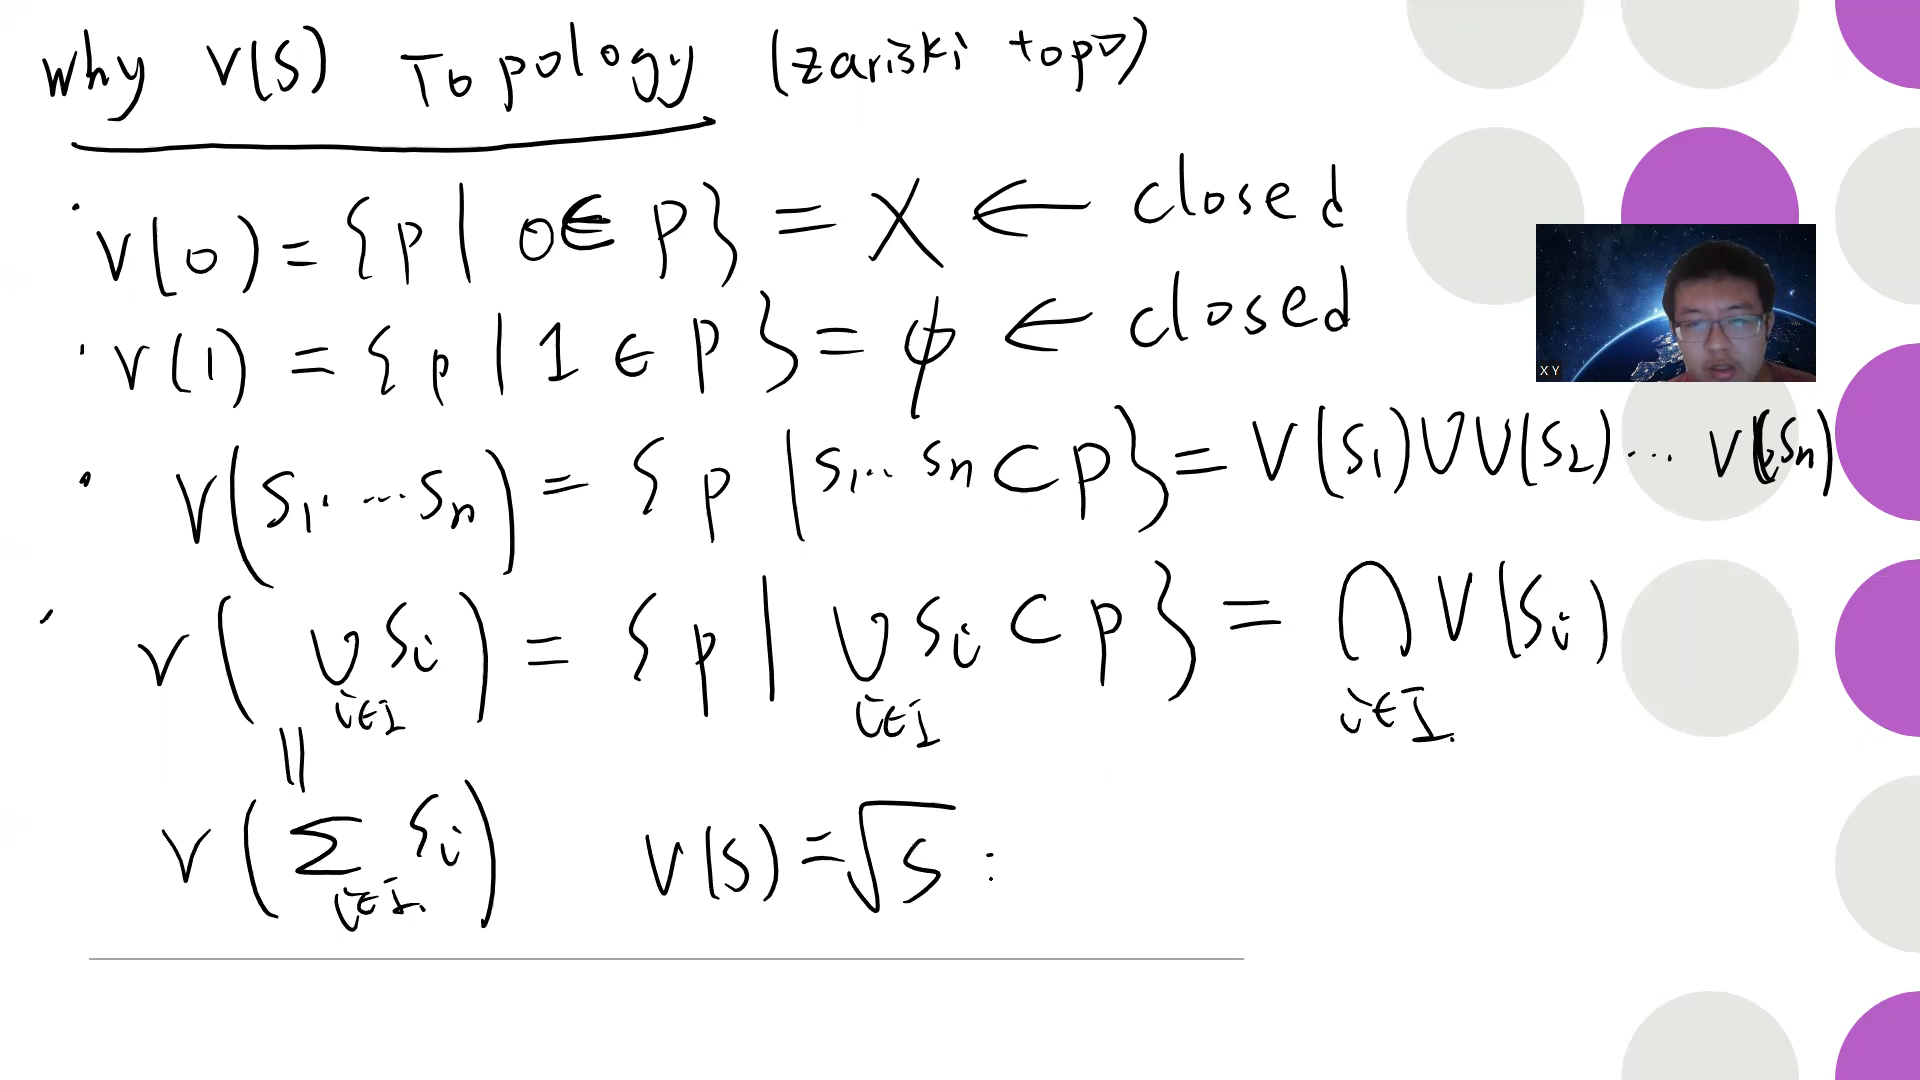 Why V(S) Topology (zariski topo)
· V(0) = {p | 0 ∈ p} = X ← closed
· V(1) = {p | 1 ∈ p} = φ ← closed
XY
· V(S₁. ... Sₙ) = {p | S₁... Sₙ ⊂ p} = V(S₁) ∪ V(S₂) ... V(Sₙ)
· V(∪ Sᵢ) = {p | ∪ Sᵢ ⊂ p} = ∩ V(Sᵢ)
i∈I i∈I i∈I.
||
V(∑ Sᵢ) V(S) = √S :
i∈I.